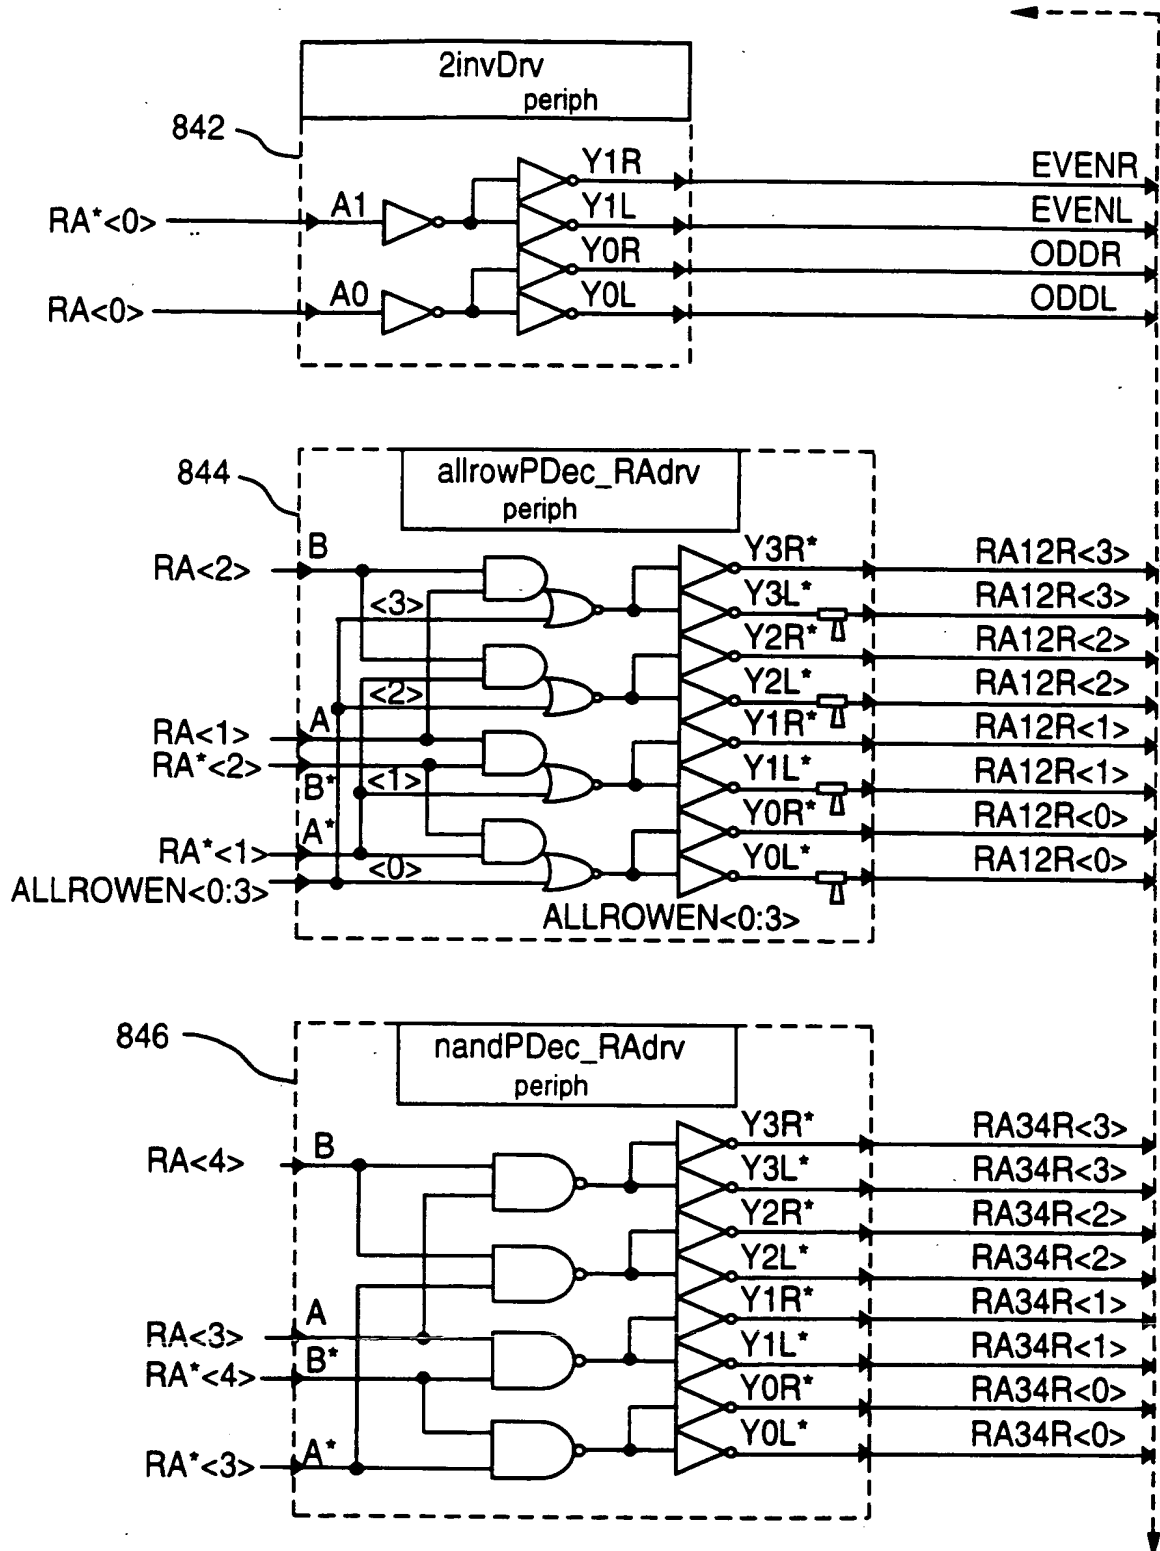 2invDrv
periph
842
Y1R
EVENR
A1
Y1L
EVENL
RA*<0>
Y0R
ODDR
A0
Y0L
ODDL
RA<0>
844
allrowPDec_RAdrv
periph
B
Y3R*
RA12R<3>
RA<2>
<3>
Y3L*
RA12R<3>
Y2R*
RA12R<2>
<2>
Y2L*
RA12R<2>
RA<1>
A
Y1R*
RA12R<1>
RA*<2>
B*
<1>
Y1L*
RA12R<1>
A*
Y0R*
RA12R<0>
RA*<1>
<0>
Y0L*
RA12R<0>
ALLROWEN<0:3>
ALLROWEN<0:3>
846
nandPDec_RAdrv
periph
B
Y3R*
RA34R<3>
RA<4>
Y3L*
RA34R<3>
Y2R*
RA34R<2>
Y2L*
RA34R<2>
A
Y1R*
RA34R<1>
RA<3>
B*
Y1L*
RA34R<1>
RA*<4>
Y0R*
RA34R<0>
Y0L*
RA34R<0>
RA*<3>
A*